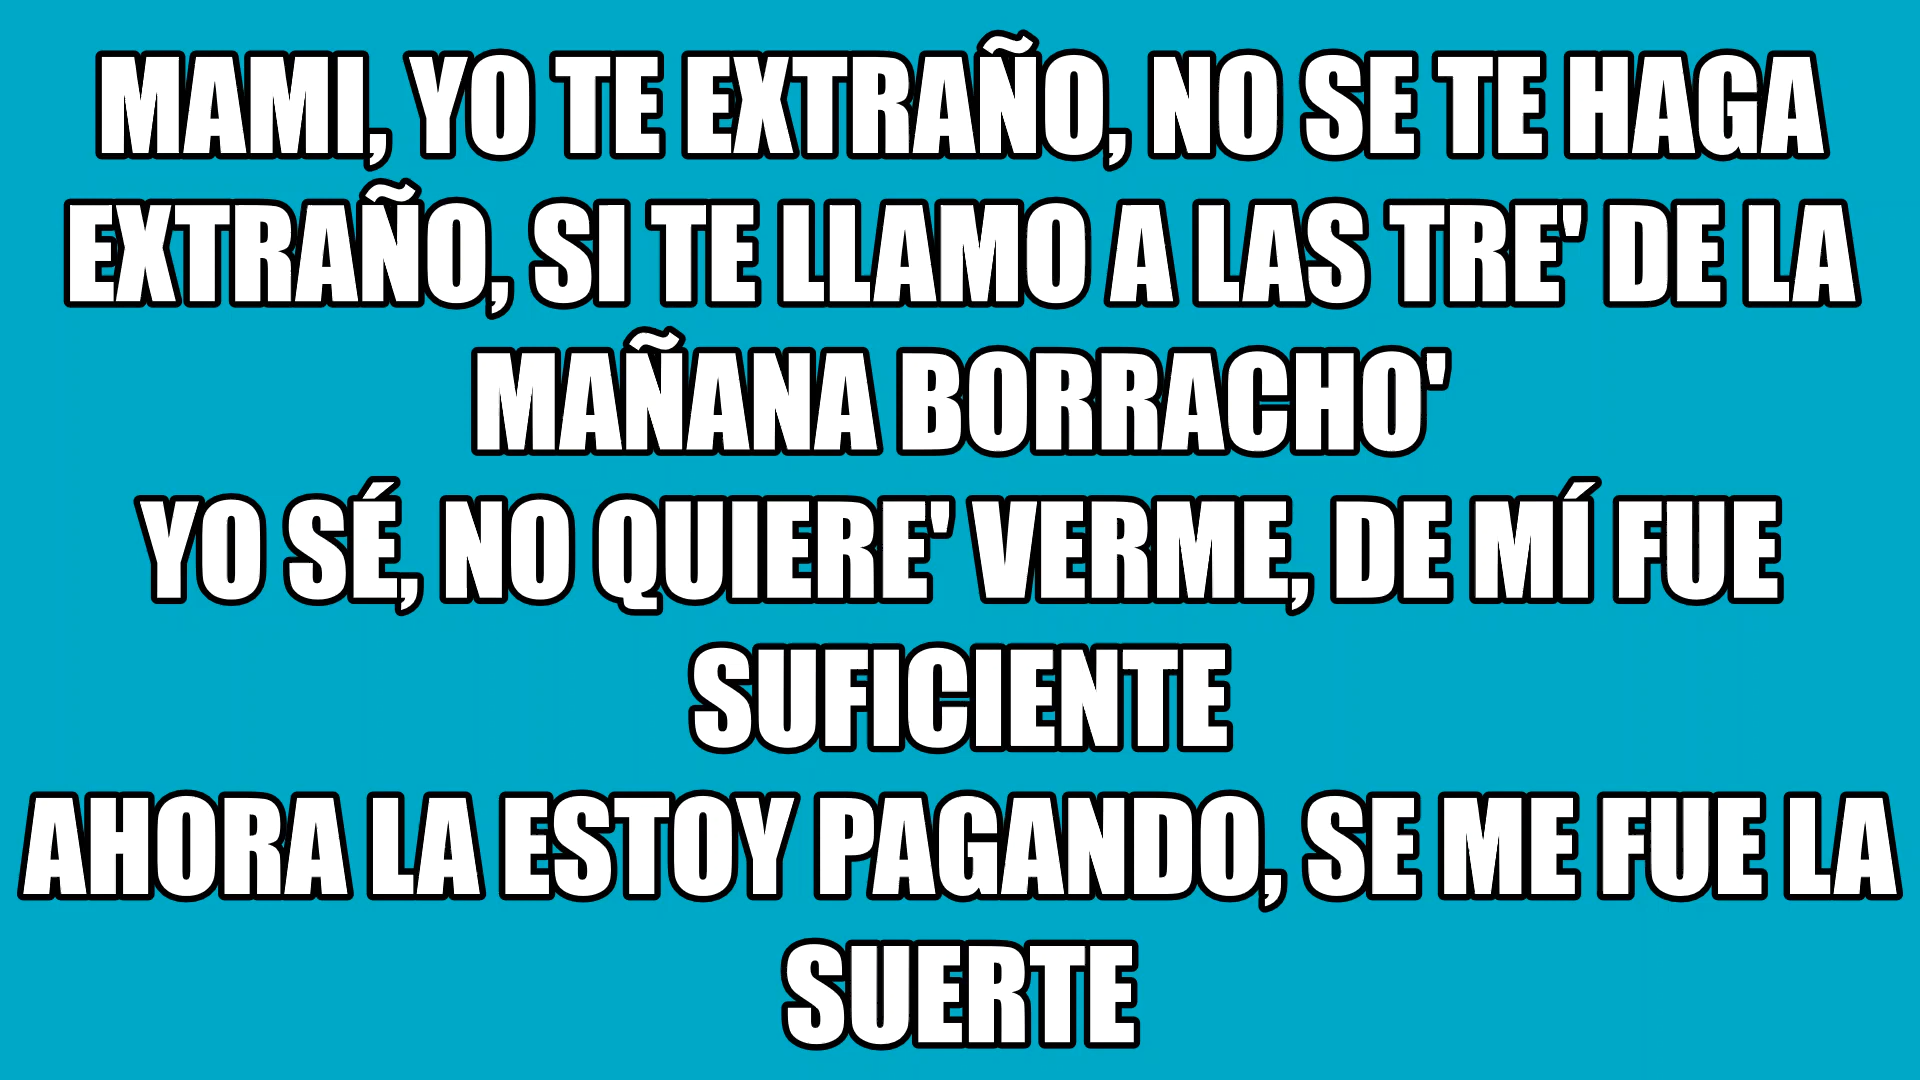 MAMI, YO TE EXTRAÑO, NO SE TE HAGA
EXTRAÑO, SI TE LLAMO A LAS TRE' DE LA
MAÑANA BORRACHO'
YO SÉ, NO QUIERE' VERME, DE MÍ FUE
SUFICIENTE
AHORA LA ESTOY PAGANDO, SE ME FUE LA
SUERTE